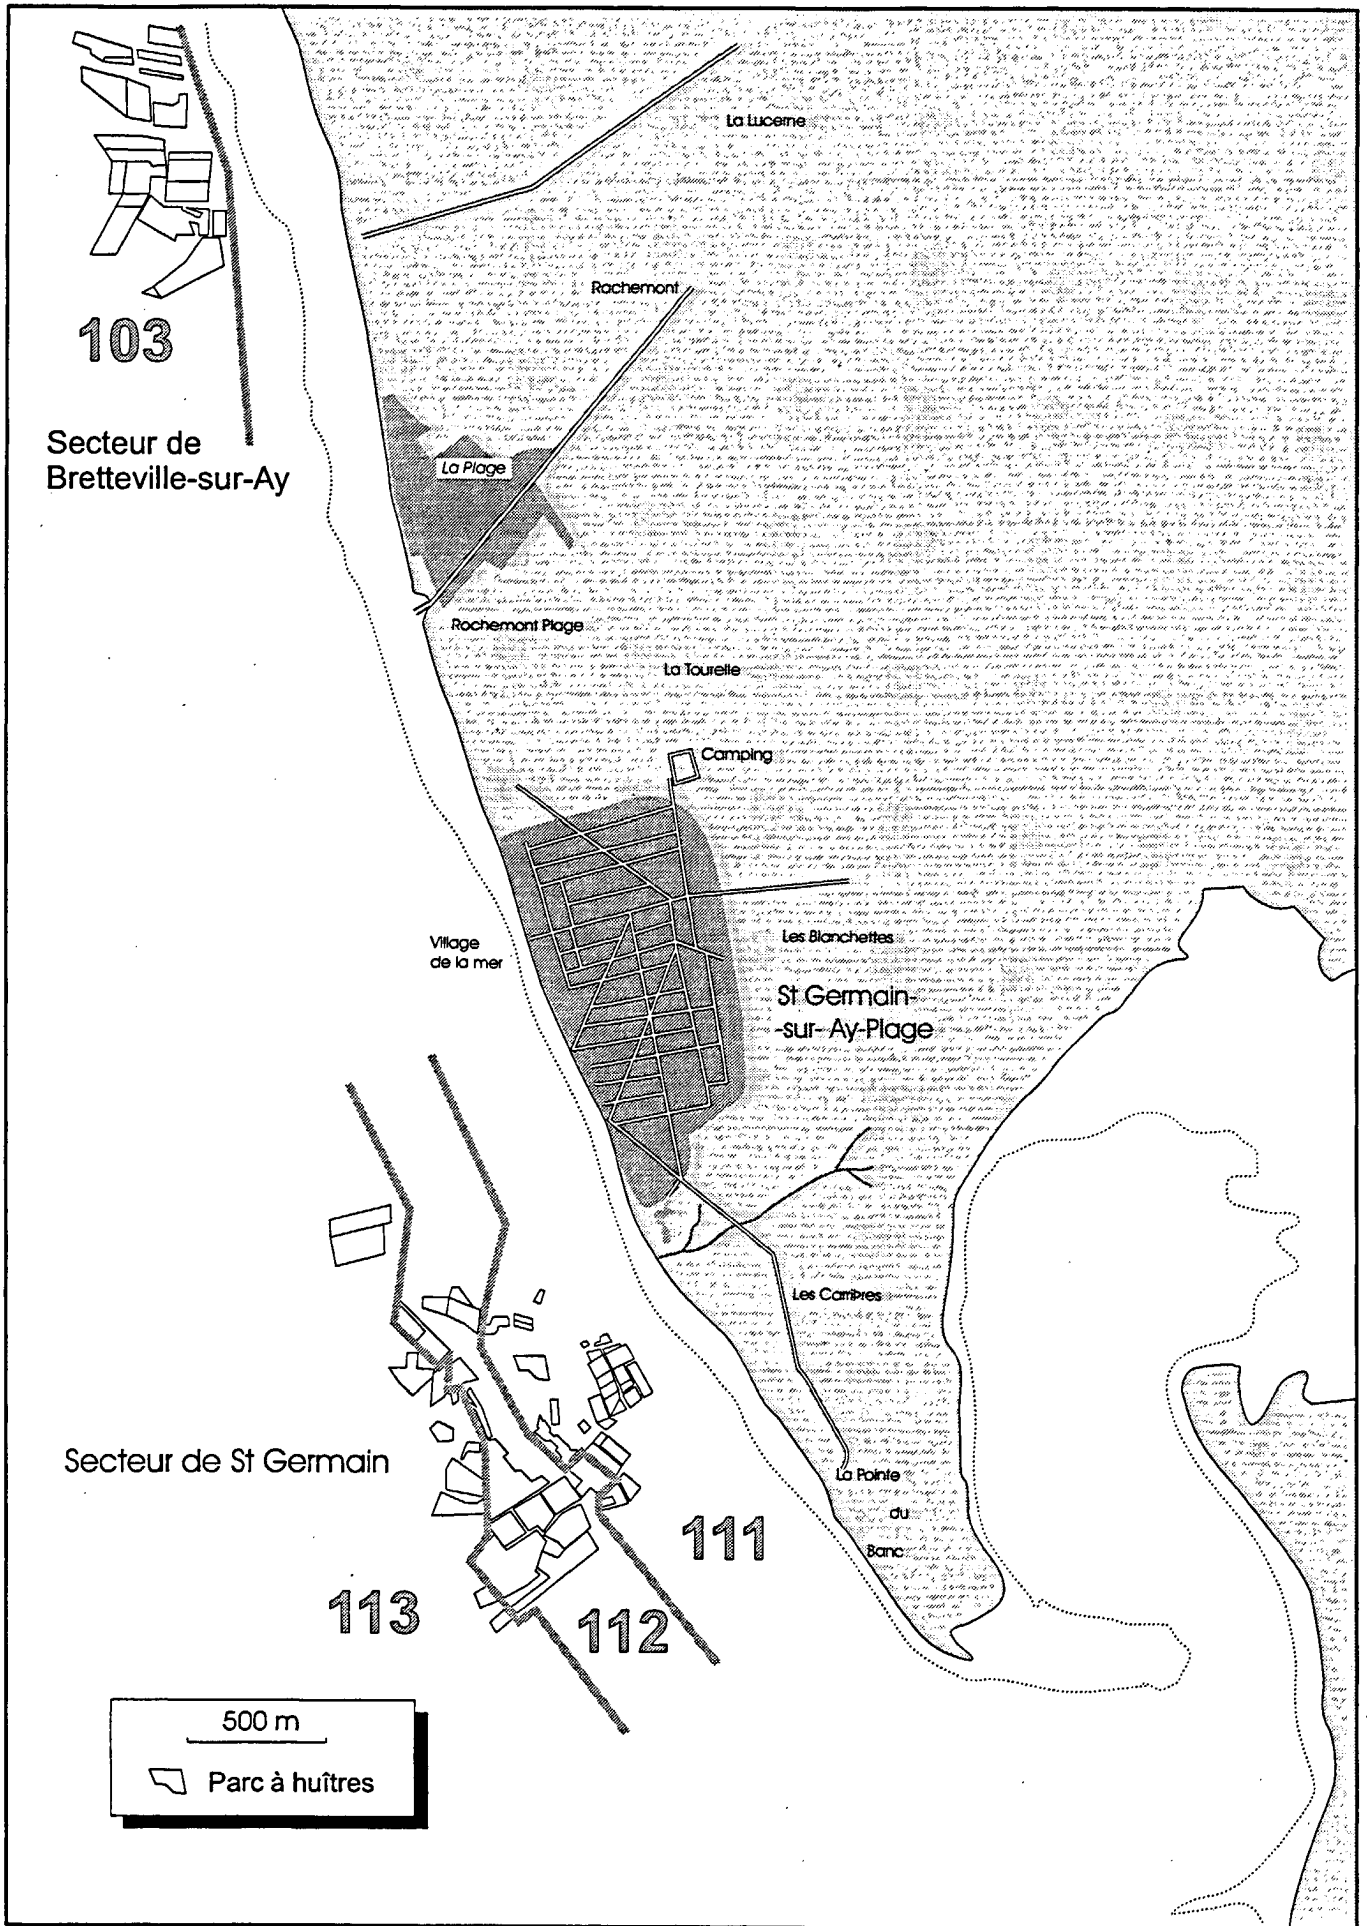 La Lucerne
Rochemont
103
Secteur de
Bretteville-sur-Ay
La Plage
Rochemont Plage
La Tourelle
Camping
Village
de la mer
Les Blanchettes
St Germain-
-sur-Ay-Plage
Les Carrières
Secteur de St Germain
La Pointe
du
Banc
111
113
112
500 m
Parc à huîtres